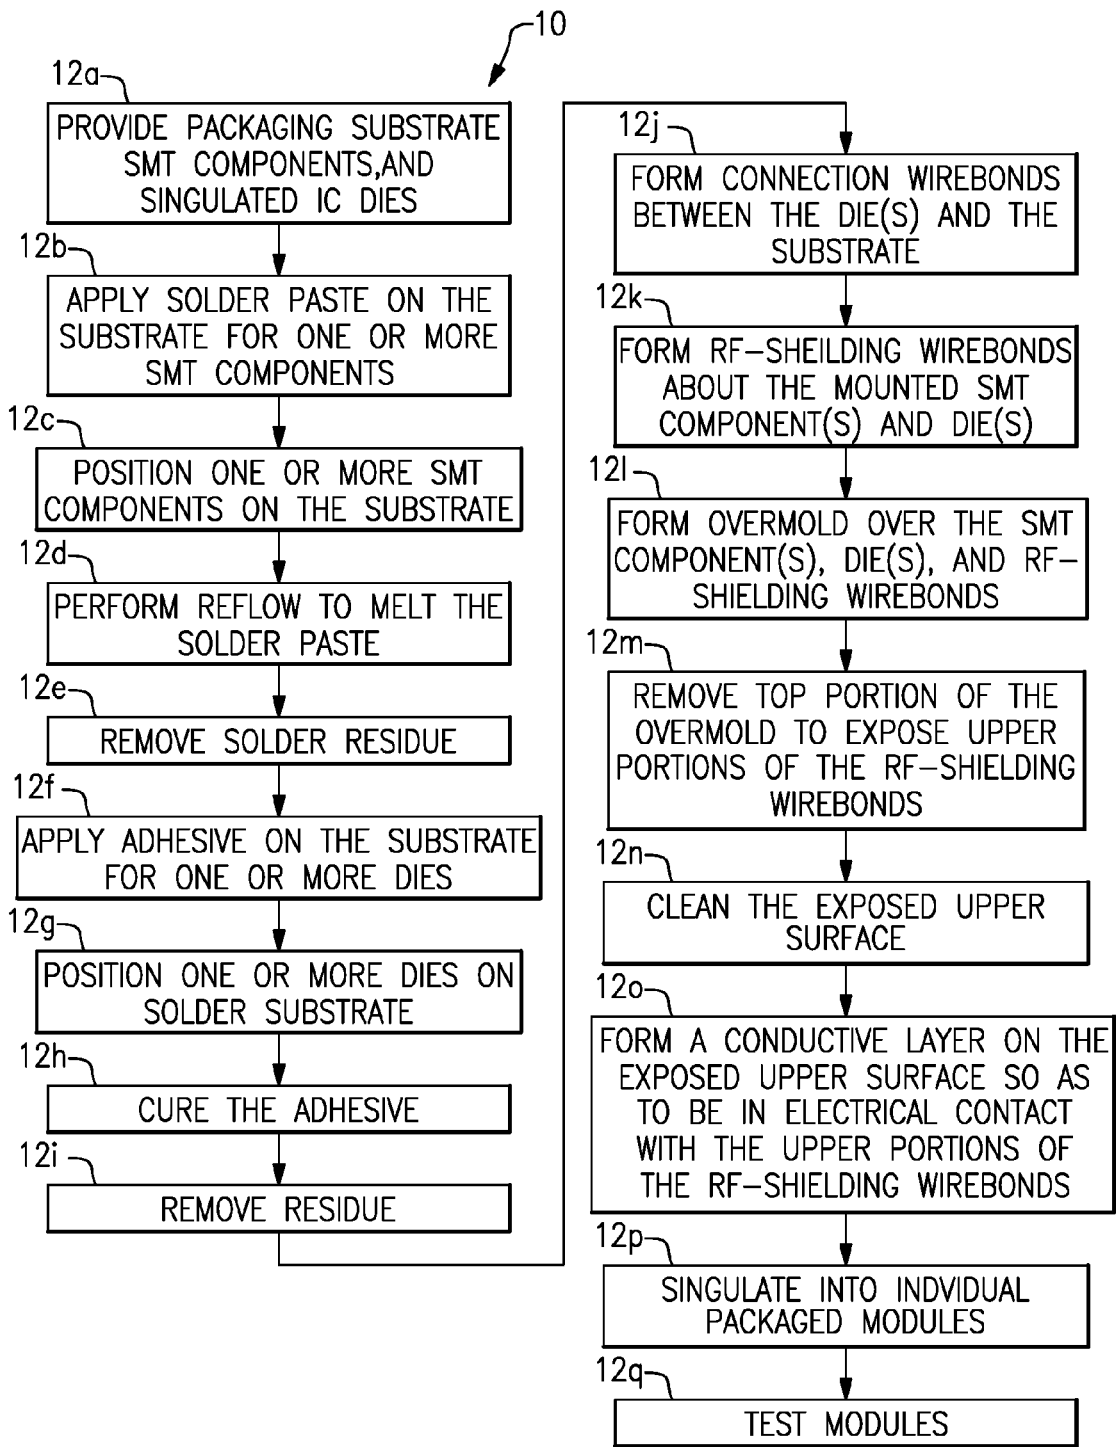 10
12a
PROVIDE PACKAGING SUBSTRATE
SMT COMPONENTS,AND
SINGULATED IC DIES
12b
APPLY SOLDER PASTE ON THE
SUBSTRATE FOR ONE OR MORE
SMT COMPONENTS
12c
POSITION ONE OR MORE SMT
COMPONENTS ON THE SUBSTRATE
12d
PERFORM REFLOW TO MELT THE
SOLDER PASTE
12e
REMOVE SOLDER RESIDUE
12f
APPLY ADHESIVE ON THE SUBSTRATE
FOR ONE OR MORE DIES
12g
POSITION ONE OR MORE DIES ON
SOLDER SUBSTRATE
12h
CURE THE ADHESIVE
12i
REMOVE RESIDUE
12j
FORM CONNECTION WIREBONDS
BETWEEN THE DIE(S) AND THE
SUBSTRATE
12k
FORM RF-SHEILDING WIREBONDS
ABOUT THE MOUNTED SMT
COMPONENT(S) AND DIE(S)
12l
FORM OVERMOLD OVER THE SMT
COMPONENT(S), DIE(S), AND RF-
SHIELDING WIREBONDS
12m
REMOVE TOP PORTION OF THE
OVERMOLD TO EXPOSE UPPER
PORTIONS OF THE RF-SHIELDING
WIREBONDS
12n
CLEAN THE EXPOSED UPPER
SURFACE
12o
FORM A CONDUCTIVE LAYER ON THE
EXPOSED UPPER SURFACE SO AS
TO BE IN ELECTRICAL CONTACT
WITH THE UPPER PORTIONS OF
THE RF-SHIELDING WIREBONDS
12p
SINGULATE INTO INDVIDUAL
PACKAGED MODULES
12q
TEST MODULES